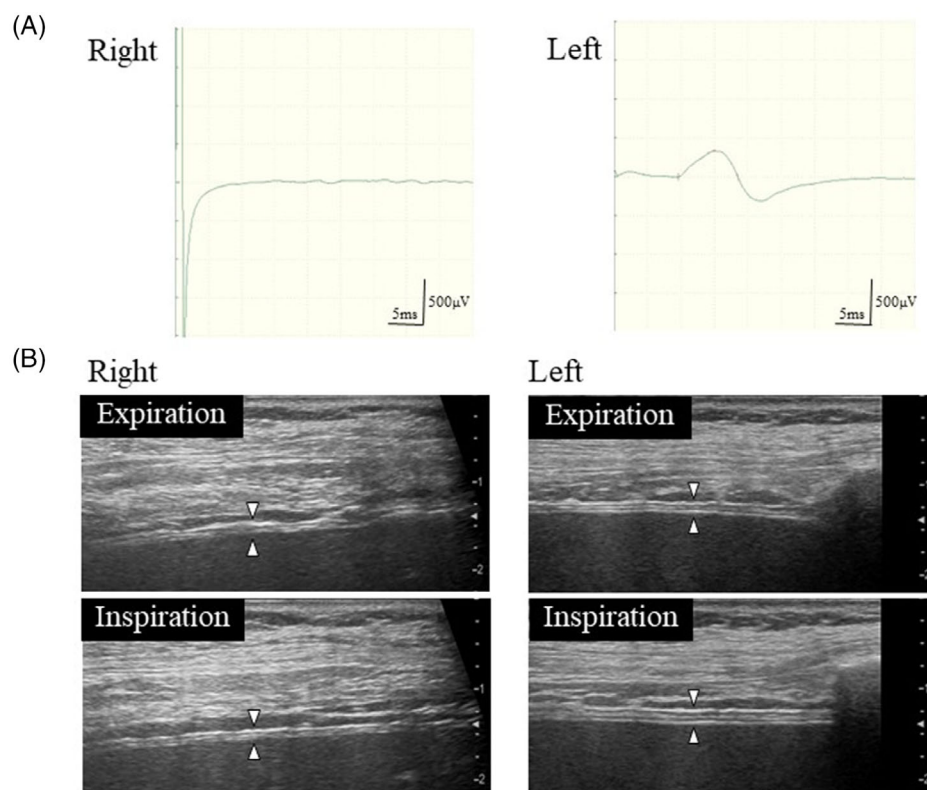 (A)
Right
Left
5ms
500μV
5ms
500μV
(B)
Right
Left
Expiration
Expiration
1
1
2
2
Inspiration
Inspiration
1
1
2
2